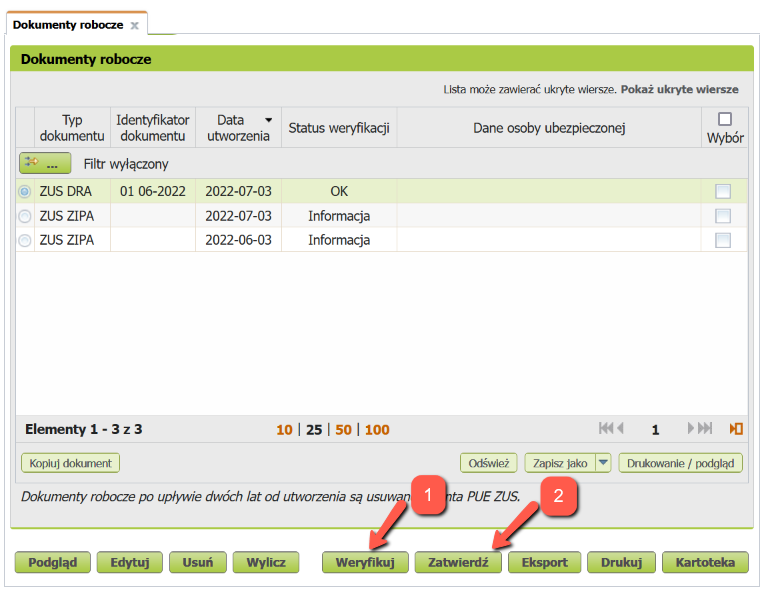 Dokumenty robocze x
Dokumenty robocze
Lista może zawierać ukryte wiersze. Pokaż ukryte wiersze
Typ dokumentu Identyfikator dokumentu Data utworzenia Status weryfikacji Dane osoby ubezpieczonej Wybór
... Filtr wyłączony
ZUS DRA 01 06-2022 2022-07-03 OK
ZUS ZIPA 2022-07-03 Informacja
ZUS ZIPA 2022-06-03 Informacja
Elementy 1 - 3 z 3 10 | 25 | 50 | 100 1
Kopiuj dokument Odśwież Zapisz jako Drukowanie / podgląd
Dokumenty robocze po upływie dwóch lat od utworzenia są PUE ZUS.
1 2
Podgląd Edytuj Usuń Wylicz Weryfikuj Zatwierdź Eksport Drukuj Kartoteka